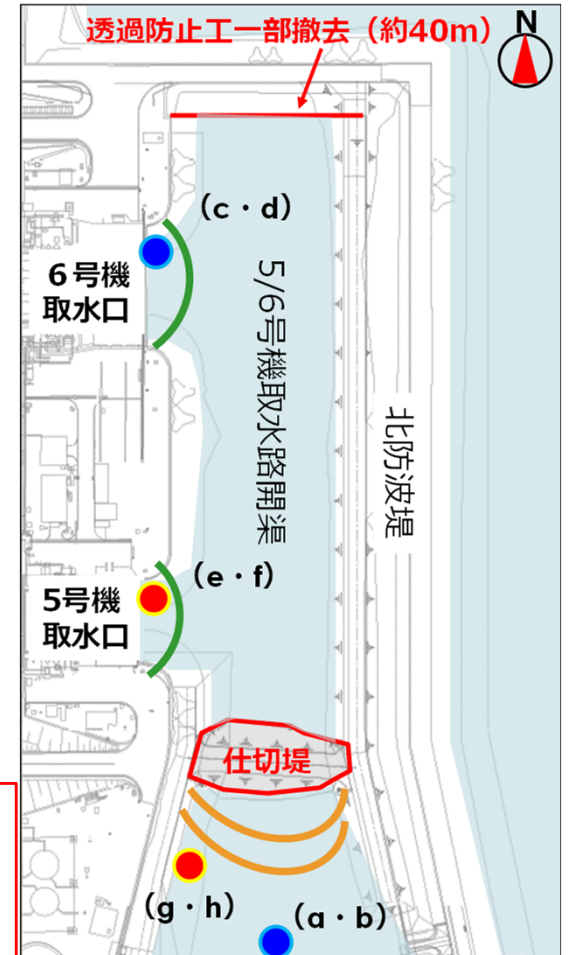 透過防止工一部撤去（約40m）
N
（c・d）
６号機
取水口
5/6号機取水路開渠
北防波堤
（e・f）
5号機
取水口
仕切堤
（g・h）
（a・b）